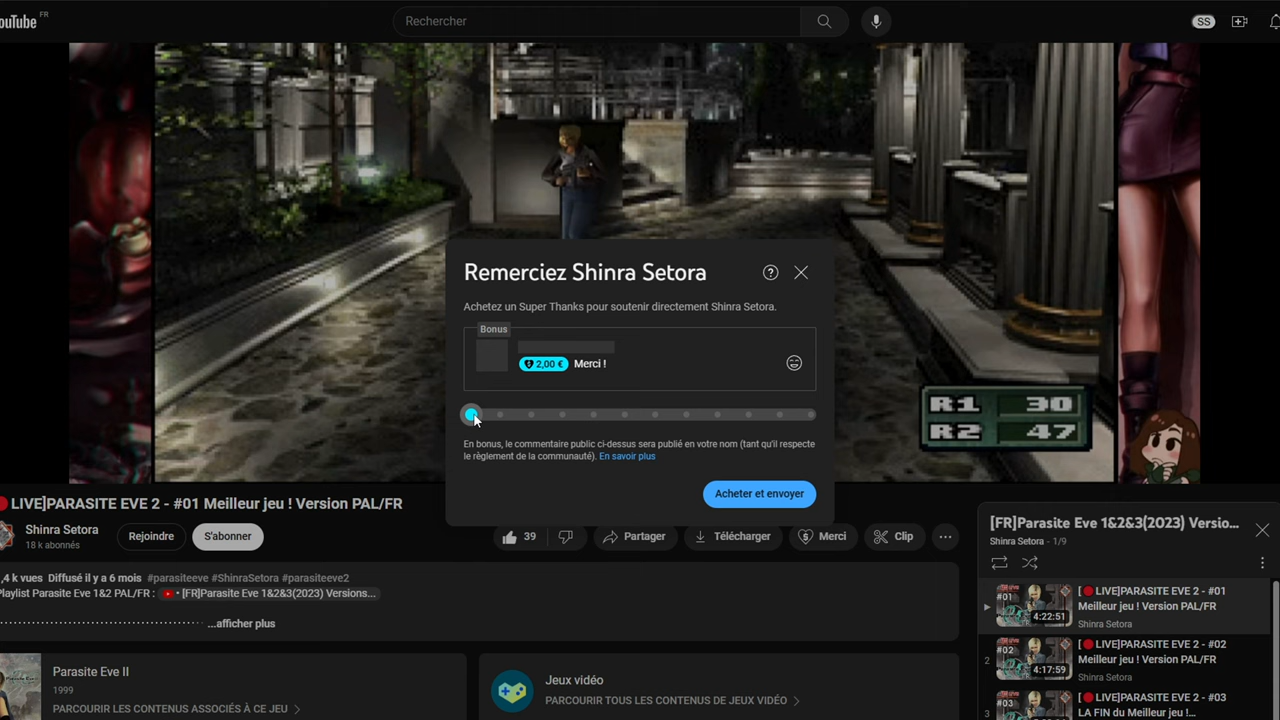 ouTube FR
Rechercher
SS
Remerciez Shinra Setora
Achetez un Super Thanks pour soutenir directement Shinra Setora.
Bonus
2,00 € Merci !
En bonus, le commentaire public ci-dessus sera publié en votre nom (tant qu'il respecte
le règlement de la communauté). En savoir plus
Acheter et envoyer
R1 30
R2 47
LIVE]PARASITE EVE 2 - #01 Meilleur jeu ! Version PAL/FR
Shinra Setora
18 k abonnés
Rejoindre
S'abonner
39
Partager
Télécharger
Merci
Clip
,4 k vues Diffusé il y a 6 mois #parasiteeve #ShinraSetora #parasiteeve2
Playlist Parasite Eve 1&2 PAL/FR : • [FR]Parasite Eve 1&2&3(2023) Versions...
...afficher plus
Parasite Eve II
1999
PARCOURIR LES CONTENUS ASSOCIÉS À CE JEU
Jeux vidéo
PARCOURIR TOUS LES CONTENUS DE JEUX VIDÉO
[FR]Parasite Eve 1&2&3(2023) Versio...
Shinra Setora - 1/9
#01
4:22:51
[🔴LIVE]PARASITE EVE 2 - #01
Meilleur jeu ! Version PAL/FR
Shinra Setora
2
#02
4:17:59
[🔴LIVE]PARASITE EVE 2 - #02
Meilleur jeu ! Version PAL/FR
Shinra Setora
3
#03
[🔴LIVE]PARASITE EVE 2 - #03
LA FIN du Meilleur jeu !...